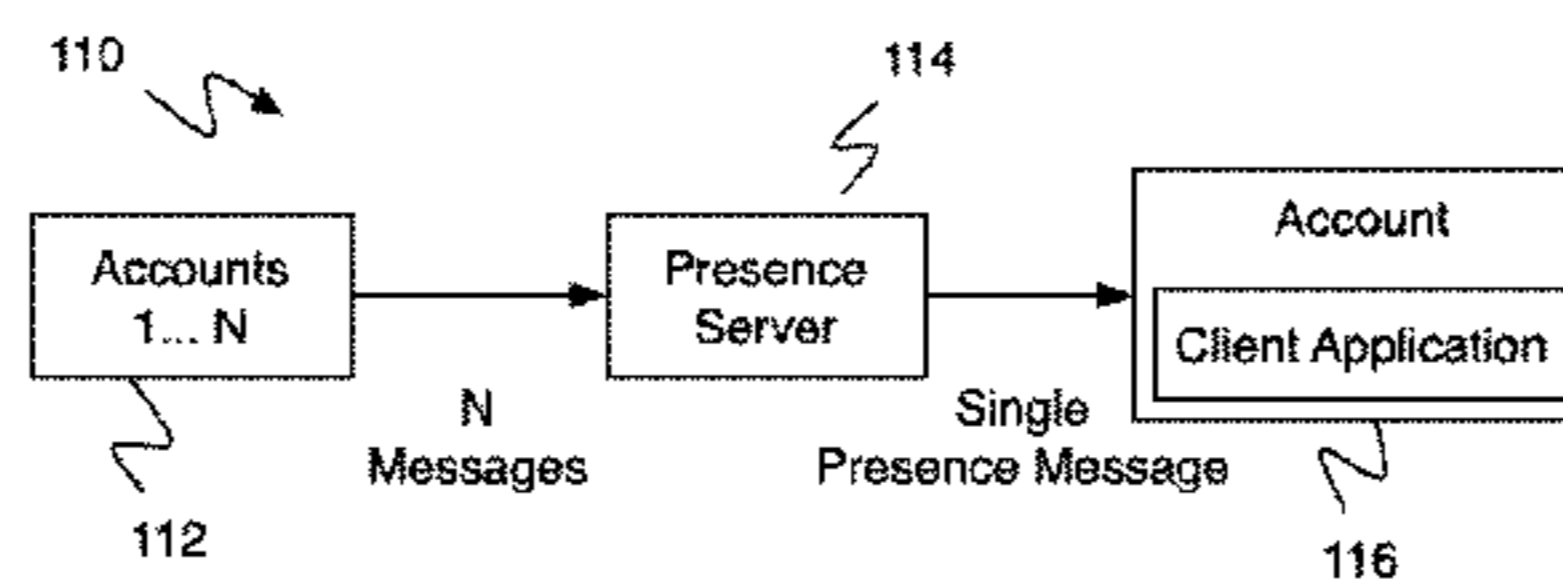 110
114
Accounts
1... N
Presence
Server
Account
Client Application
N
Messages
Single
Presence Message
112
116